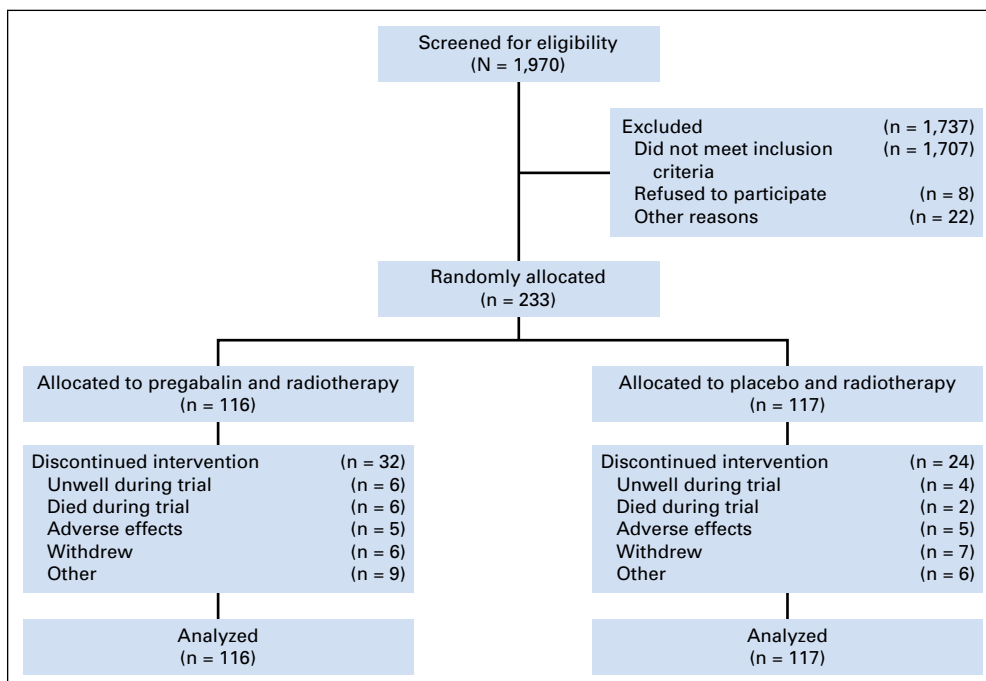 Screened for eligibility
(N = 1,970)
Excluded (n = 1,737)
Did not meet inclusion (n = 1,707)
criteria
Refused to participate (n = 8)
Other reasons (n = 22)
Randomly allocated
(n = 233)
Allocated to pregabalin and radiotherapy
(n = 116)
Discontinued intervention (n = 32)
Unwell during trial (n = 6)
Died during trial (n = 6)
Adverse effects (n = 5)
Withdrew (n = 6)
Other (n = 9)
Analyzed
(n = 116)
Allocated to placebo and radiotherapy
(n = 117)
Discontinued intervention (n = 24)
Unwell during trial (n = 4)
Died during trial (n = 2)
Adverse effects (n = 5)
Withdrew (n = 7)
Other (n = 6)
Analyzed
(n = 117)